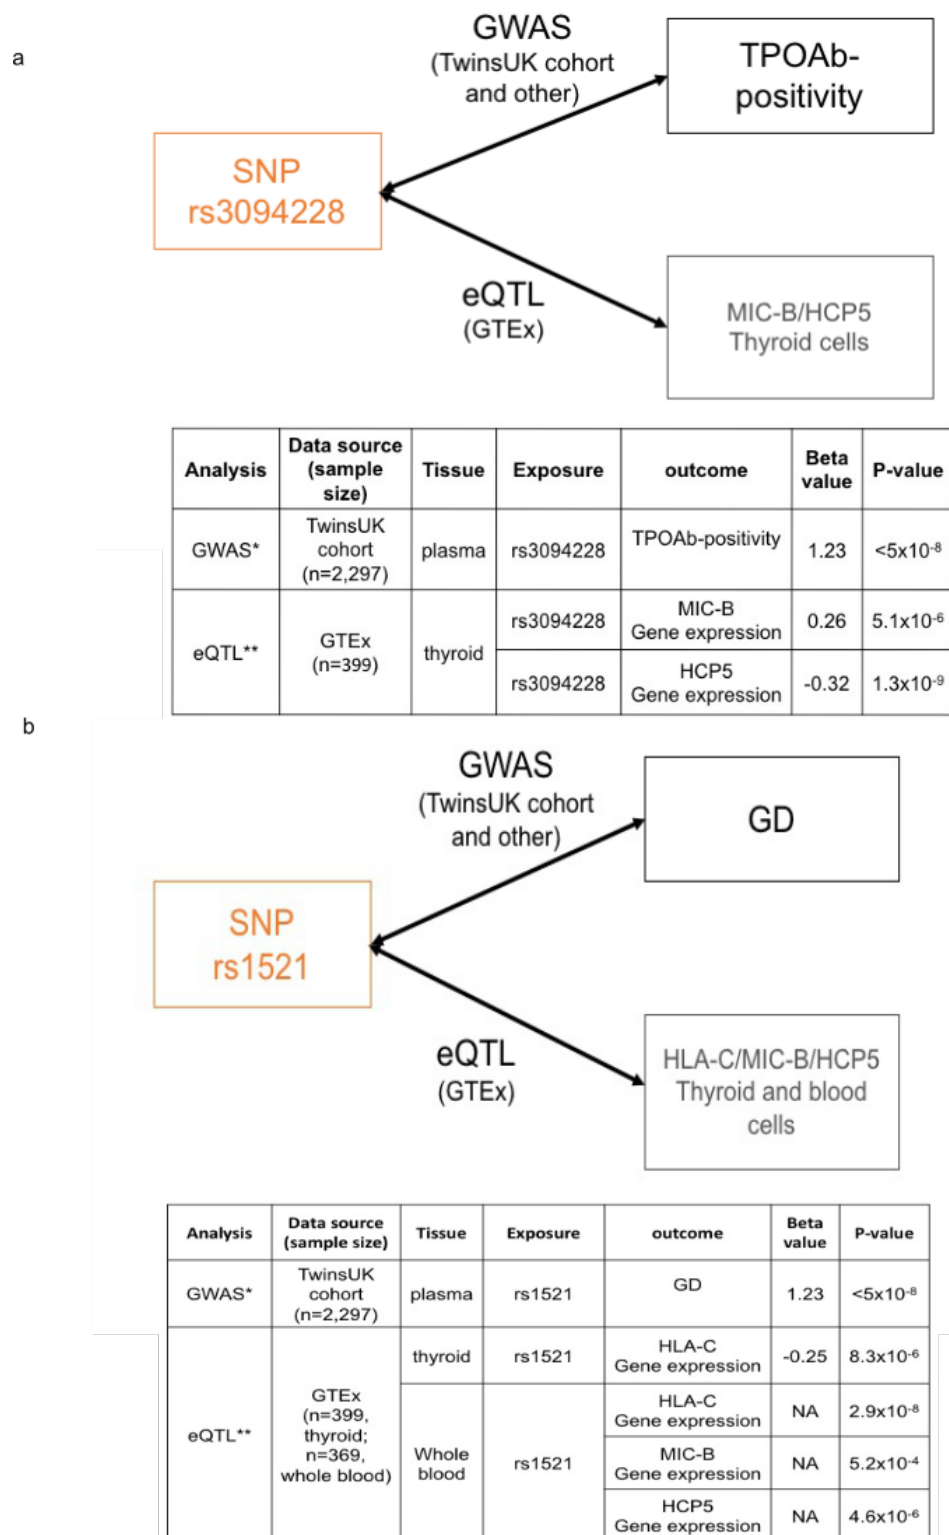 a
GWAS
(TwinsUK cohort
and other)
TPOAb-
positivity
SNP
rs3094228
eQTL
(GTEx)
MIC-B/HCP5
Thyroid cells
Analysis
Data source
(sample
size)
Tissue
Exposure
outcome
Beta
value
P-value
GWAS*
TwinsUK
cohort
(n=2,297)
plasma
rs3094228
TPOAb-positivity
1.23
<5x10-8
eQTL**
GTEx
(n=399)
thyroid
rs3094228
MIC-B
Gene expression
0.26
5.1x10-6
rs3094228
HCP5
Gene expression
-0.32
1.3x10-9
b
GWAS
(TwinsUK cohort
and other)
GD
SNP
rs1521
eQTL
(GTEx)
HLA-C/MIC-B/HCP5
Thyroid and blood
cells
Analysis
Data source
(sample size)
Tissue
Exposure
outcome
Beta
value
P-value
GWAS*
TwinsUK
cohort
(n=2,297)
plasma
rs1521
GD
1.23
<5x10-8
eQTL**
GTEx
(n=399,
thyroid;
n=369,
whole blood)
thyroid
rs1521
HLA-C
Gene expression
-0.25
8.3x10-6
Whole
blood
rs1521
HLA-C
Gene expression
NA
2.9x10-8
MIC-B
Gene expression
NA
5.2x10-4
HCP5
Gene expression
NA
4.6x10-6